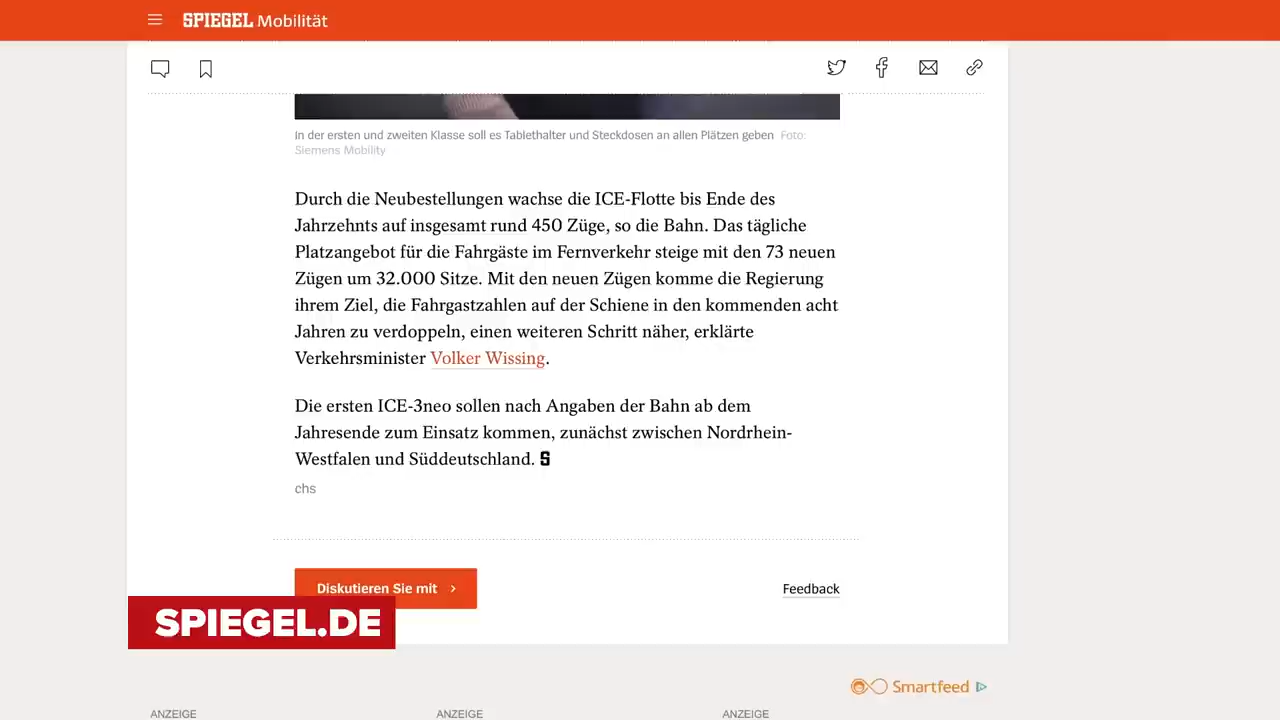 SPIEGEL Mobilität
In der ersten und zweiten Klasse soll es Tablethalter und Steckdosen an allen Plätzen geben Foto:
Siemens Mobility
Durch die Neubestellungen wachse die ICE-Flotte bis Ende des
Jahrzehnts auf insgesamt rund 450 Züge, so die Bahn. Das tägliche
Platzangebot für die Fahrgäste im Fernverkehr steige mit den 73 neuen
Zügen um 32.000 Sitze. Mit den neuen Zügen komme die Regierung
ihrem Ziel, die Fahrgastzahlen auf der Schiene in den kommenden acht
Jahren zu verdoppeln, einen weiteren Schritt näher, erklärte
Verkehrsminister Volker Wissing.
Die ersten ICE-3neo sollen nach Angaben der Bahn ab dem
Jahresende zum Einsatz kommen, zunächst zwischen Nordrhein-
Westfalen und Süddeutschland. S
chs
Diskutieren Sie mit
Feedback
SPIEGEL.DE
Smartfeed
ANZEIGE ANZEIGE ANZEIGE